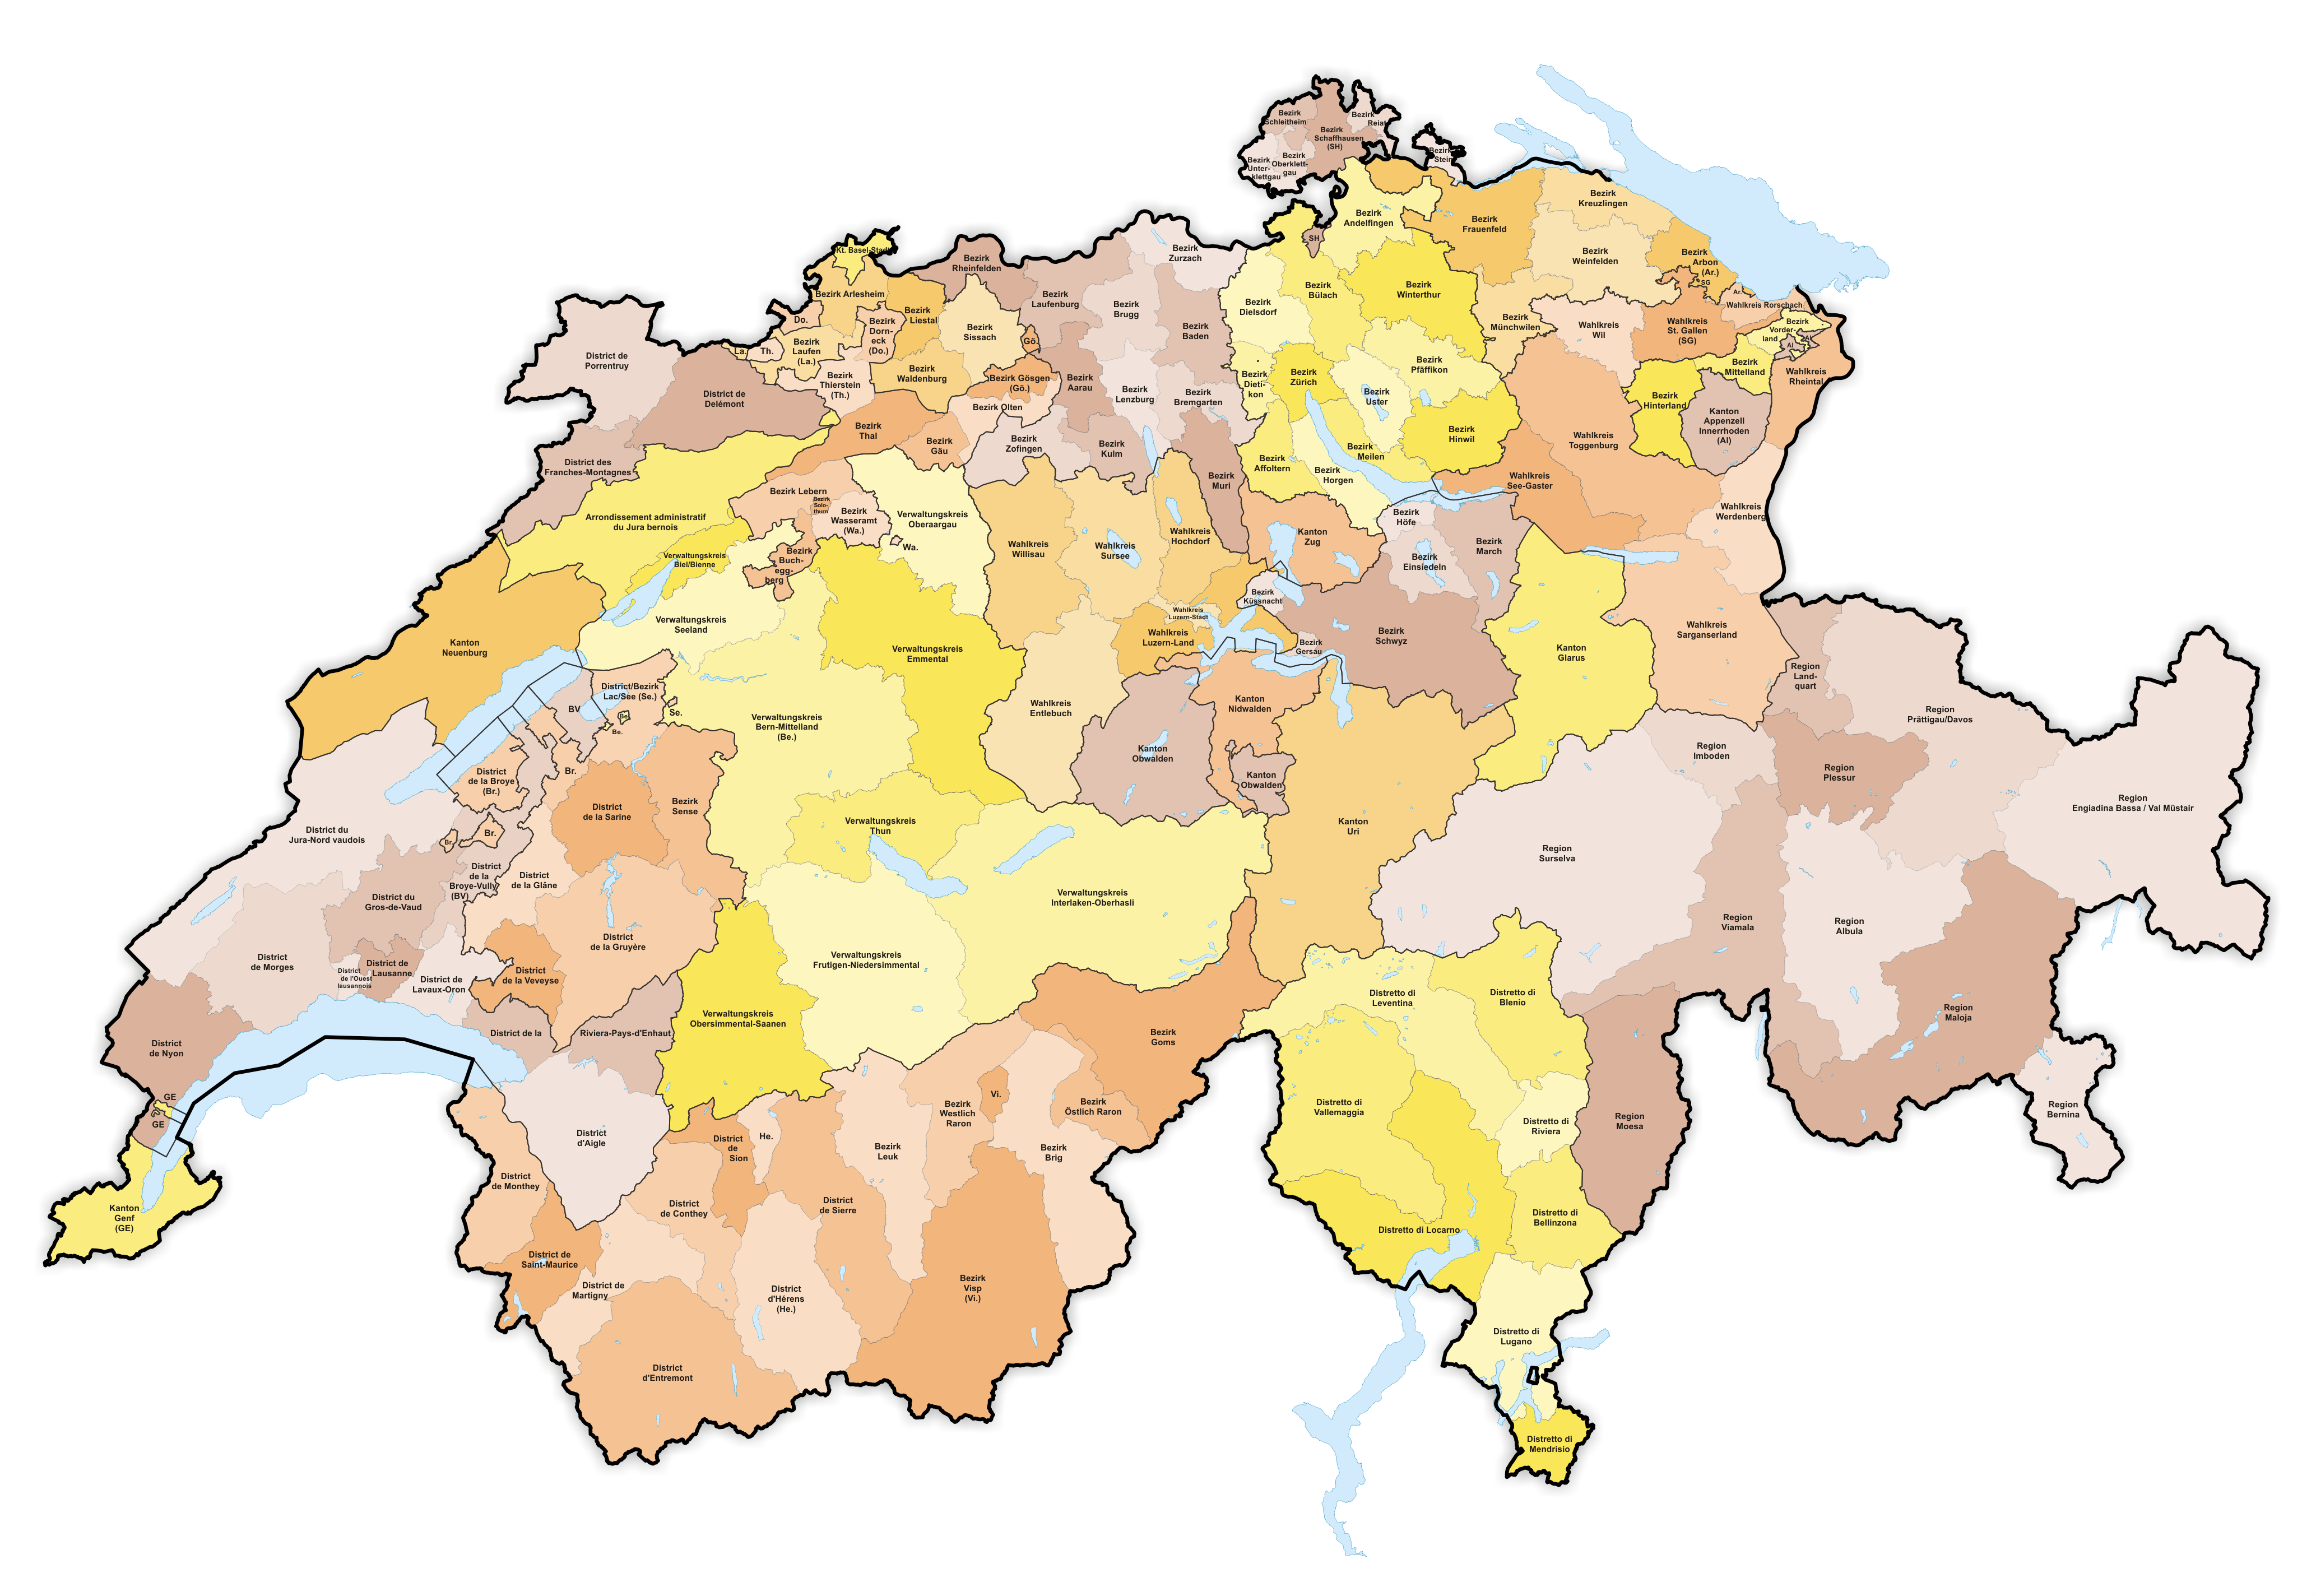 Bezirk
Schleitheim
Bezirk
Reiat
Bezirk
Schaffhausen
(SH)
Bezirk
Stein
Bezirk
Unter-
klettgau
Bezirk
Oberklett-
gau
Bezirk
Andelfingen
SH
Bezirk
Frauenfeld
Bezirk
Kreuzlingen
Bezirk
Weinfelden
Bezirk
Arbon
(Ar.)
SG
Ar.
Wahlkreis Rorschach
Kt. Basel-Stadt
Bezirk
Rheinfelden
Bezirk
Zurzach
Bezirk Arlesheim
Bezirk
Liestal
Bezirk
Laufenburg
Bezirk
Brugg
Bezirk
Baden
Bezirk
Dielsdorf
Bezirk
Bülach
Bezirk
Winterthur
Bezirk
Münchwilen
Wahlkreis
Wil
Wahlkreis
St. Gallen
(SG)
Bezirk
Vorder-
land
AI
AI
Bezirk
Mittelland
Wahlkreis
Rheintal
Do.
Bezirk
Dorn-
eck
(Do.)
Bezirk
Sissach
Gö.
La.
Th.
Bezirk
Laufen
(La.)
Bezirk
Thierstein
(Th.)
Bezirk
Waldenburg
Bezirk Gösgen
(Gö.)
Bezirk
Aarau
Bezirk
Lenzburg
Bezirk
Bremgarten
Bezirk
Dieti-
kon
Bezirk
Zürich
Bezirk
Uster
Bezirk
Pfäffikon
Bezirk
Hinwil
Wahlkreis
Toggenburg
Bezirk
Hinterland
Kanton
Appenzell
Innerrhoden
(AI)
District de
Porrentruy
District de
Delémont
District des
Franches-Montagnes
Bezirk
Thal
Bezirk
Gäu
Bezirk Olten
Bezirk
Zofingen
Bezirk
Kulm
Bezirk
Muri
Bezirk
Affoltern
Bezirk
Horgen
Bezirk
Meilen
Wahlkreis
See-Gaster
Wahlkreis
Werdenberg
Arrondissement administratif
du Jura bernois
Bezirk Lebern
Bezirk
Solo-
thurn
Bezirk
Wasseramt
(Wa.)
Wa.
Verwaltungskreis
Oberaargau
Wahlkreis
Willisau
Wahlkreis
Sursee
Wahlkreis
Hochdorf
Kanton
Zug
Bezirk
Höfe
Bezirk
March
Bezirk
Einsiedeln
Verwaltungskreis
Biel/Bienne
Bezirk
Buch-
egg-
berg
Verwaltungskreis
Seeland
Verwaltungskreis
Emmental
Wahlkreis
Luzern-Stadt
Wahlkreis
Luzern-Land
Bezirk
Küssnacht
Bezirk
Gersau
Bezirk
Schwyz
Kanton
Glarus
Wahlkreis
Sarganserland
Kanton
Neuenburg
District/Bezirk
Lac/See (Se.)
BV
Be.
Be.
Se.
Verwaltungskreis
Bern-Mittelland
(Be.)
Wahlkreis
Entlebuch
Kanton
Obwalden
Kanton
Nidwalden
Kanton
Obwalden
Kanton
Uri
Region
Land-
quart
Region
Prättigau/Davos
Region
Imboden
Region
Plessur
Region
Engiadina Bassa / Val Müstair
District
de la Broye
(Br.)
Br.
Br.
Br.
District
de la Sarine
Bezirk
Sense
Verwaltungskreis
Thun
District du
Jura-Nord vaudois
District
de la
Broye-Vully
(BV)
District
de la Glâne
District du
Gros-de-Vaud
District
de la Gruyère
Verwaltungskreis
Interlaken-Oberhasli
Region
Surselva
Region
Viamala
Region
Albula
District
de Morges
District
de l'Ouest
lausannois
District de
Lausanne
District de
Lavaux-Oron
District
de la Veveyse
Verwaltungskreis
Frutigen-Niedersimmental
Verwaltungskreis
Obersimmental-Saanen
District de la
Riviera-Pays-d'Enhaut
Distretto di
Leventina
Distretto di
Blenio
Region
Maloja
District
de Nyon
GE
GE
Bezirk
Goms
District
d'Aigle
District
de
Sion
He.
Bezirk
Leuk
Bezirk
Westlich
Raron
Vi.
Bezirk
Östlich Raron
Bezirk
Brig
Distretto di
Vallemaggia
Distretto di
Riviera
Region
Moesa
Region
Bernina
Kanton
Genf
(GE)
District
de Monthey
District
de Conthey
District
de Sierre
Distretto di Locarno
Distretto di
Bellinzona
District de
Saint-Maurice
District de
Martigny
District
d'Hérens
(He.)
Bezirk
Visp
(Vi.)
District
d'Entremont
Distretto di
Lugano
Distretto di
Mendrisio